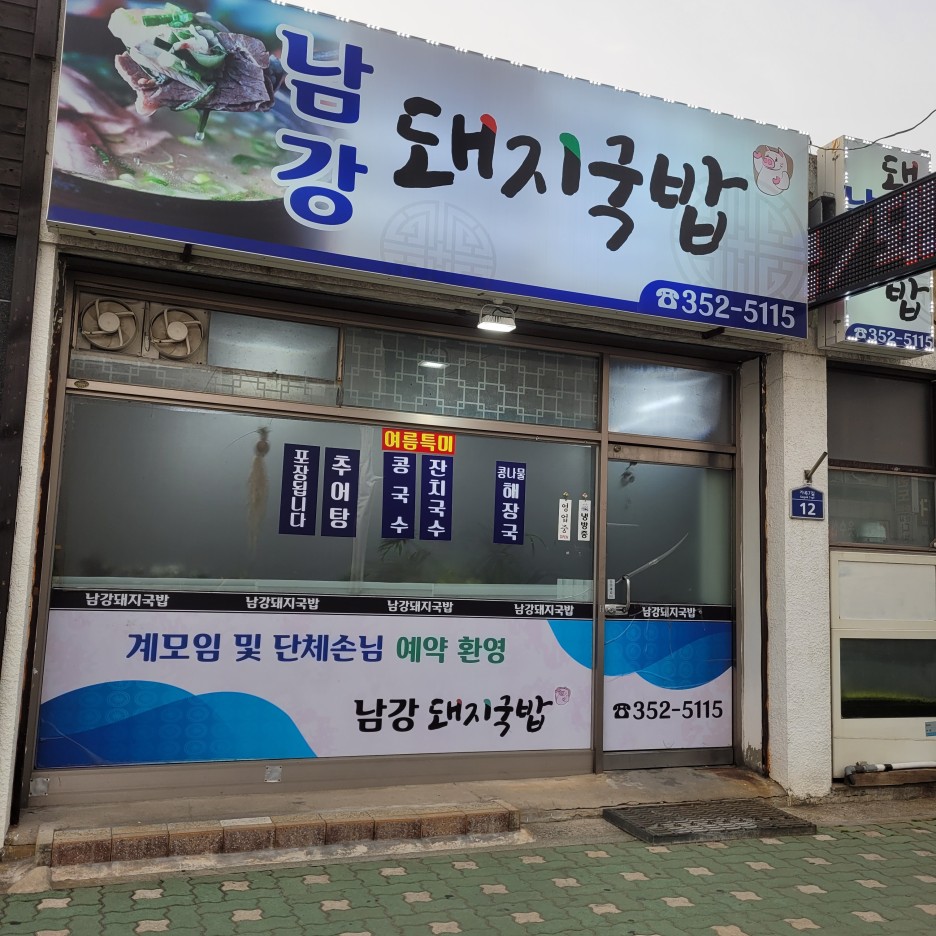 남강 돼지국밥
☎352-5115
돼
☎352-5115
여름특미
포장됩니다
추어탕
콩국수
잔치국수
콩나물
해장국
영업중
냉방중
12
남강돼지국밥
남강돼지국밥
남강돼지국밥
남강돼지국밥
남강돼지국밥
계모임 및 단체손님 예약 환영
남강 돼지국밥
☎352-5115